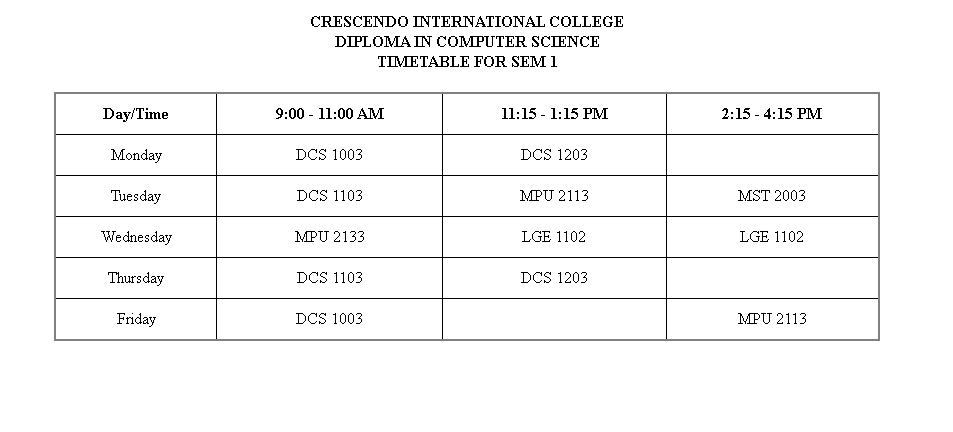 CRESCENDO INTERNATIONAL COLLEGE
DIPLOMA IN COMPUTER SCIENCE
TIMETABLE FOR SEM 1
Day/Time 9:00 - 11:00 AM 11:15 - 1:15 PM 2:15 - 4:15 PM
Monday DCS 1003 DCS 1203
Tuesday DCS 1103 MPU 2113 MST 2003
Wednesday MPU 2133 LGE 1102 LGE 1102
Thursday DCS 1103 DCS 1203
Friday DCS 1003 MPU 2113